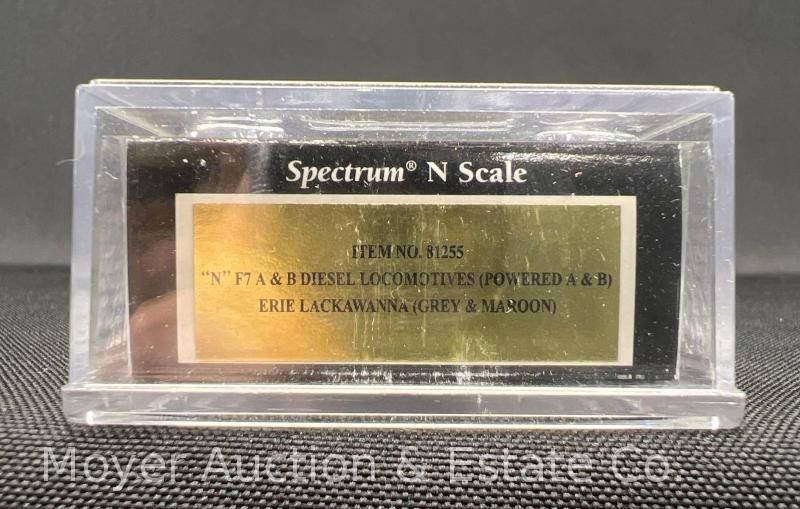 Spectrum® N Scale
ITEM NO. 81255
"N" F7 A & B DIESEL LOCOMOTIVES (POWERED A & B)
ERIE LACKAWANNA (GREY & MAROON)
Moyer Auction & Estate Co.